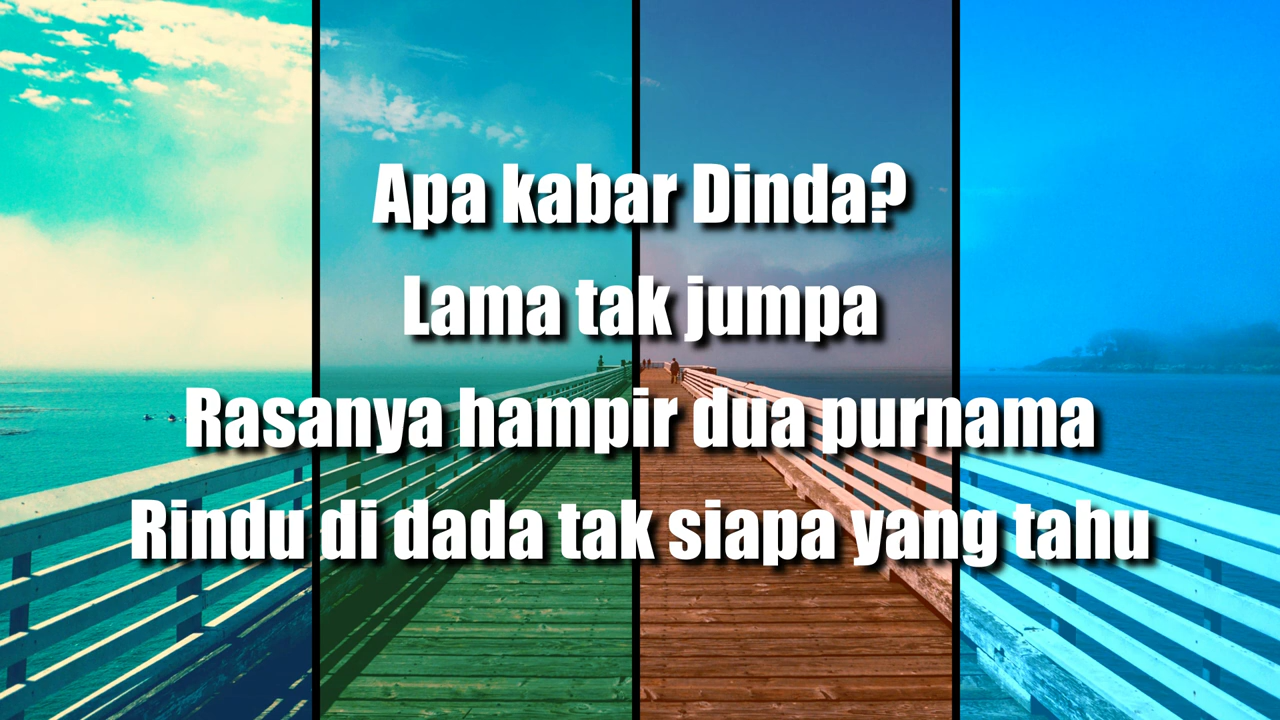 Apa kabar Dinda?
Lama tak jumpa
Rasanya hampir dua purnama
Rindu di dada tak siapa yang tahu